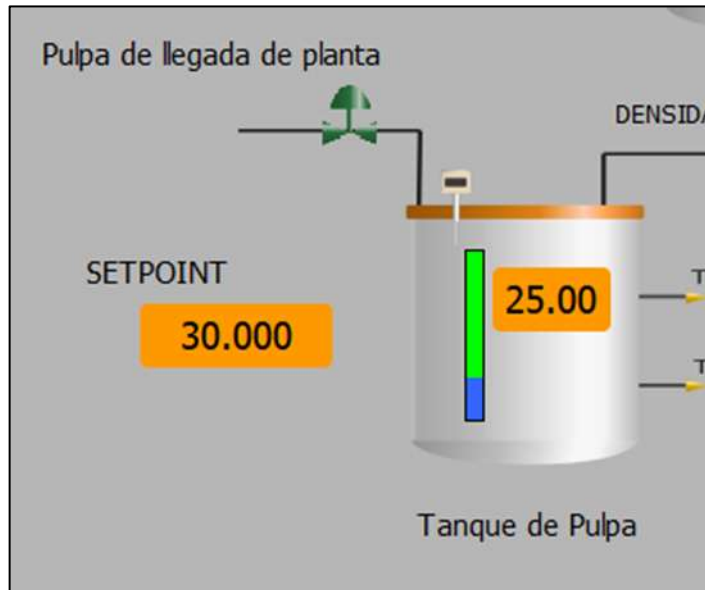 Pulpa de llegada de planta
DENSIDA
SETPOINT
30.000
25.00
T
T
Tanque de Pulpa